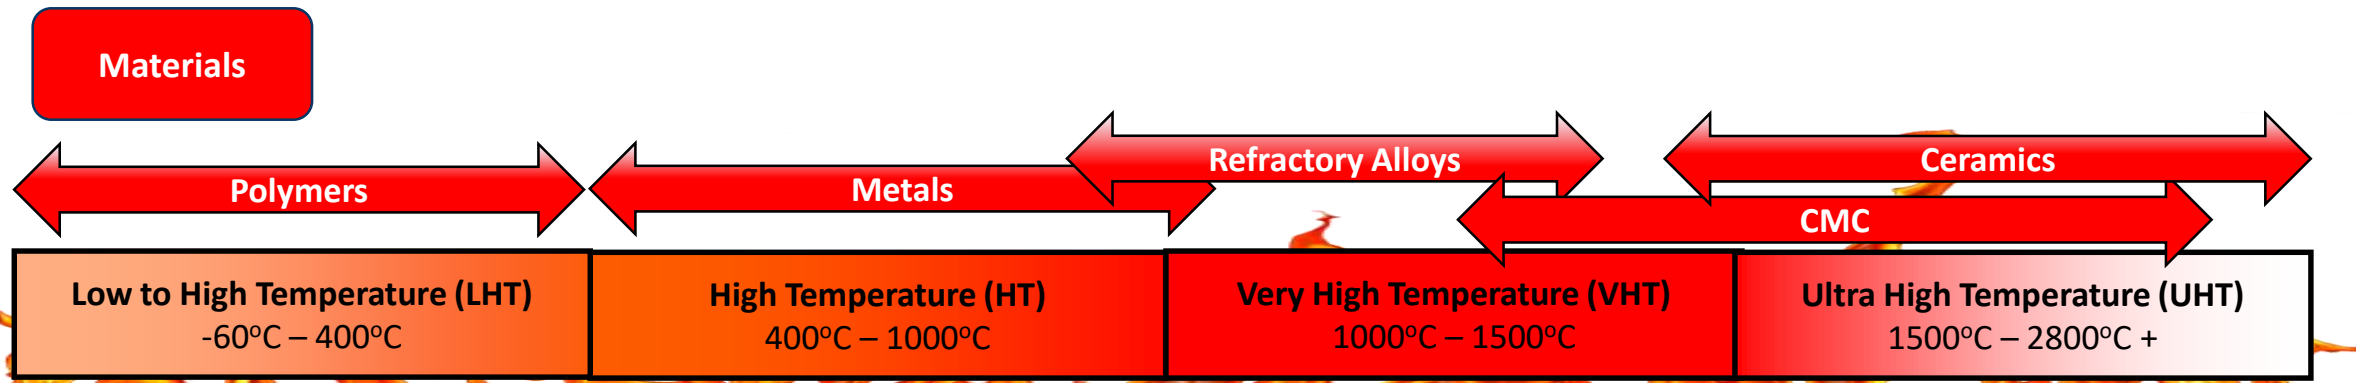 Materials
Polymers
Metals
Refractory Alloys
Ceramics
CMC
Low to High Temperature (LHT)
-60°C – 400°C
High Temperature (HT)
400°C – 1000°C
Very High Temperature (VHT)
1000°C – 1500°C
Ultra High Temperature (UHT)
1500°C – 2800°C +